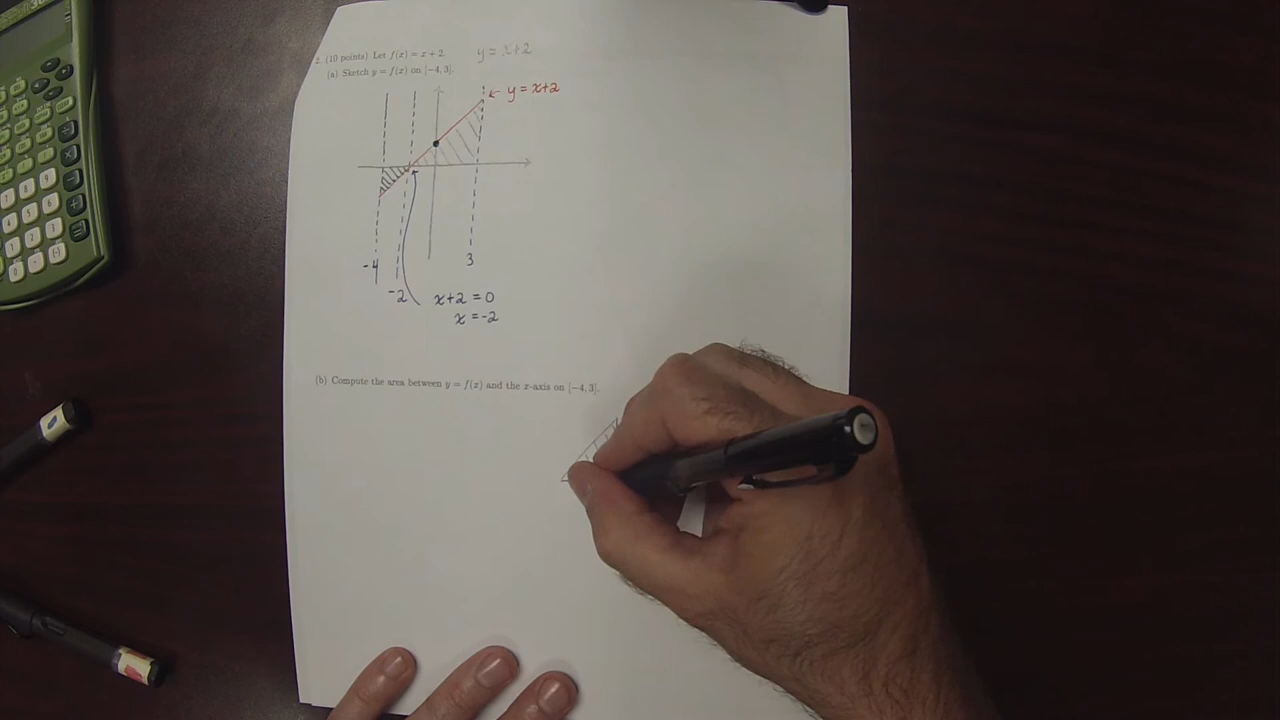 2. (10 points) Let f(x) = x + 2.
y = x+2
(a) Sketch y = f(x) on [−4, 3].
← y = x+2
-4
3
-2
x+2 = 0
x = -2
(b) Compute the area between y = f(x) and the x-axis on [−4, 3].